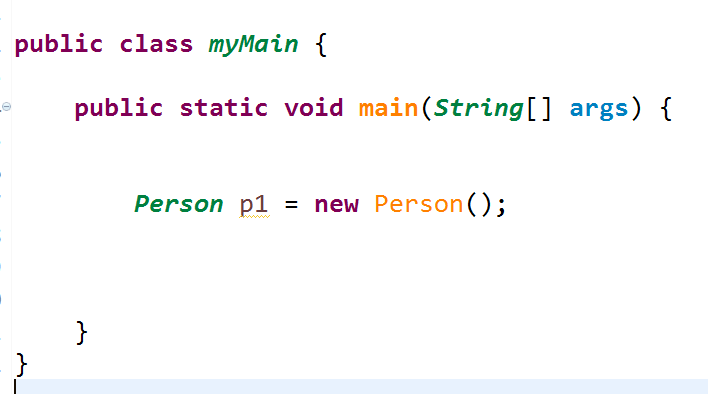 public class myMain {
public static void main(String[] args) {
Person p1 = new Person();
}
}